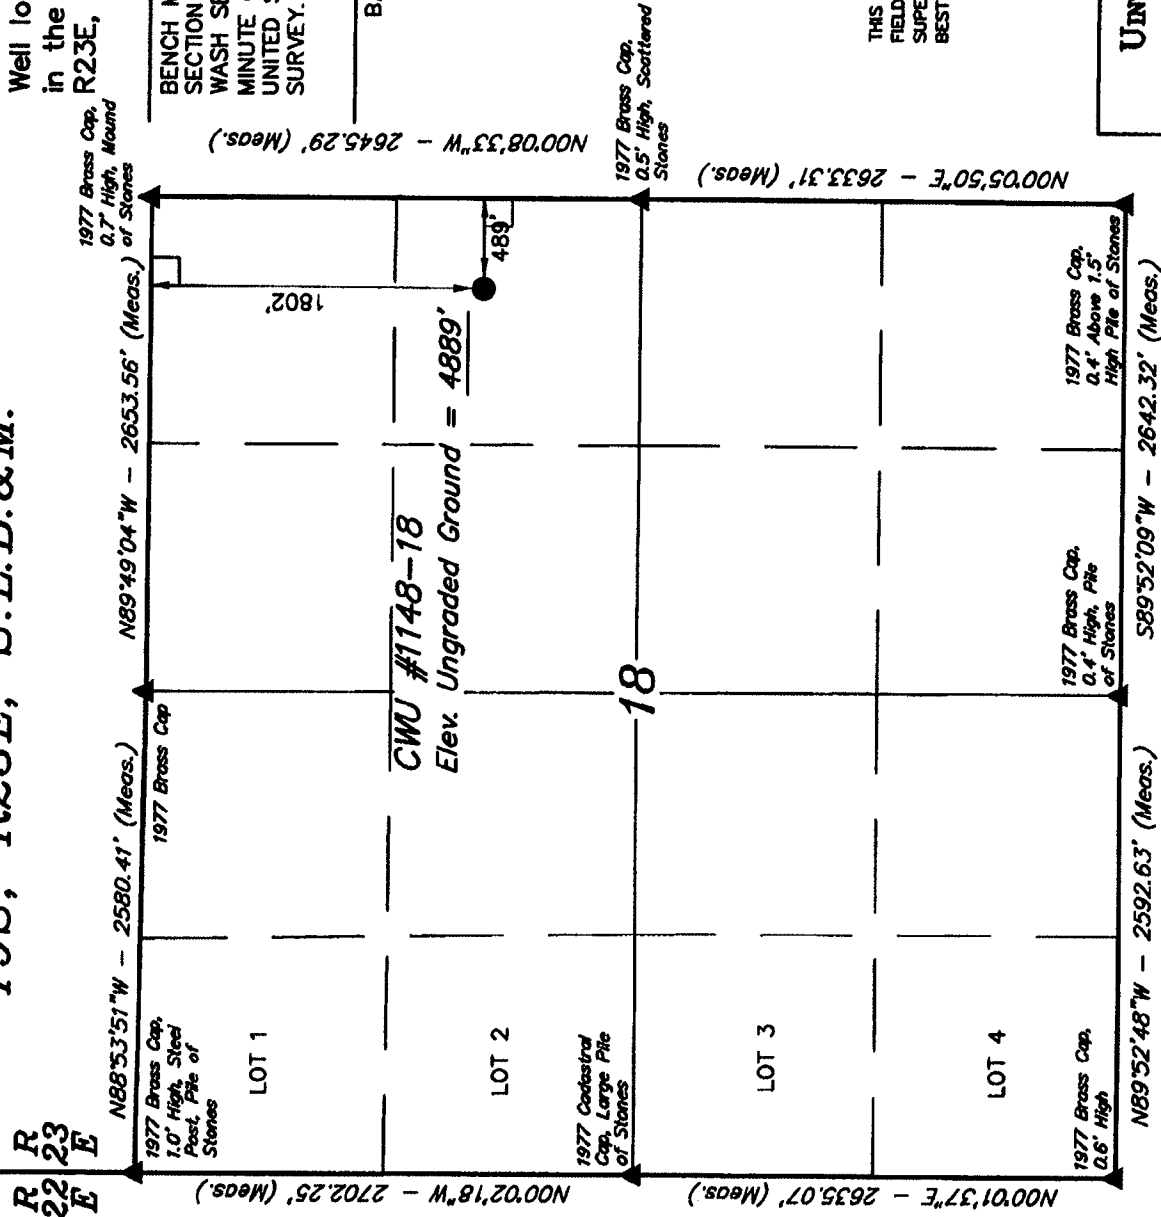 S.L.B.&M.
R R
22 23
E E
N88°53'51"W - 2580.41' (Meas.)
N89°49'04"W - 2653.56' (Meas.)
1977 Brass Cap,
1.0' High, Steel
Post, Pile of
Stones
1977 Brass Cap
1977 Brass Cap,
0.7' High, Mound
of Stones
Well lo
in the
R23E,
BENCH M
SECTION
WASH SE
MINUTE
UNITED S
SURVEY.
LOT 1
1802'
N00°02'18"W - 2702.25' (Meas.)
N00°08'33"W - 2645.29' (Meas.)
CWU #1148-18
Elev. Ungraded Ground = 4889'
489'
LOT 2
1977 Cadastral
Cap, Large Pile
of Stones
18
1977 Brass Cap,
0.5' High, Scattered
Stones
LOT 3
N00°01'37"E - 2635.07' (Meas.)
N00°05'50"E - 2633.31' (Meas.)
THIS
FIELD
SUPE
BEST
LOT 4
1977 Brass Cap,
0.6' High
1977 Brass Cap,
0.4' High, Pile
of Stones
1977 Brass Cap,
0.4' Above 1.5'
High Pile of Stones
N89°52'48"W - 2592.63' (Meas.)
S89°52'09"W - 2642.32' (Meas.)
UIN